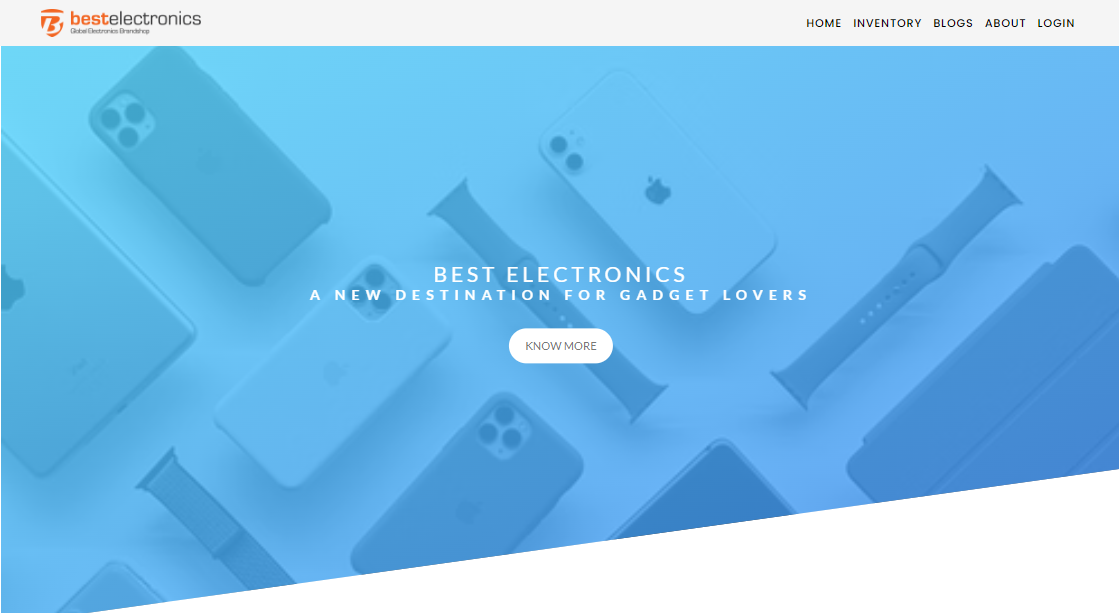 bestelectronics
Global Electronics Brandshop
HOME INVENTORY BLOGS ABOUT LOGIN
BEST ELECTRONICS
A NEW DESTINATION FOR GADGET LOVERS
KNOW MORE